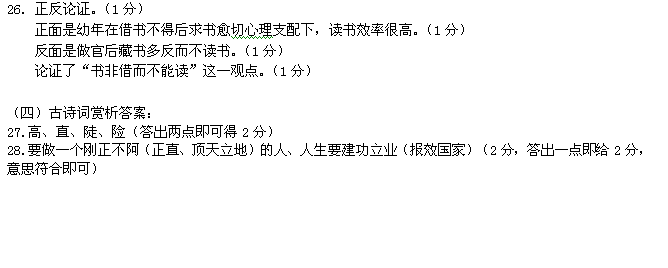 26. 正反论证。（1 分）
正面是幼年在借书不得后求书愈切心理支配下，读书效率很高。（1 分）
反面是做官后藏书多反而不读书。（1 分）
论证了“书非借而不能读”这一观点。（1 分）
（四）古诗词赏析答案：
27.高、直、陡、险（答出两点即可得 2 分）
28.要做一个刚正不阿（正直、顶天立地）的人、人生要建功立业（报效国家）（2 分，答出一点即给 2 分，
意思符合即可）